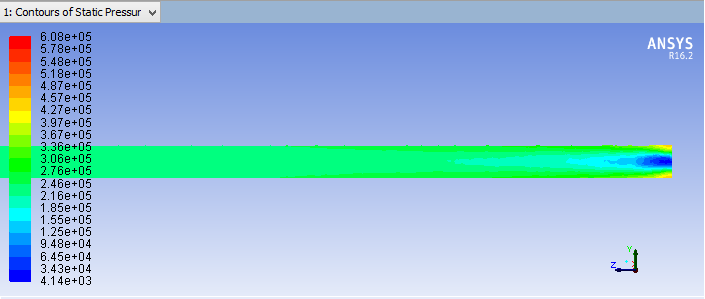 1: Contours of Static Pressur
6.08e+05
5.78e+05
5.48e+05
5.18e+05
4.87e+05
4.57e+05
4.27e+05
3.97e+05
3.67e+05
3.36e+05
3.06e+05
2.76e+05
2.46e+05
2.16e+05
1.85e+05
1.55e+05
1.25e+05
9.48e+04
6.45e+04
3.43e+04
4.14e+03
ANSYS
R16.2
Y
Z
X